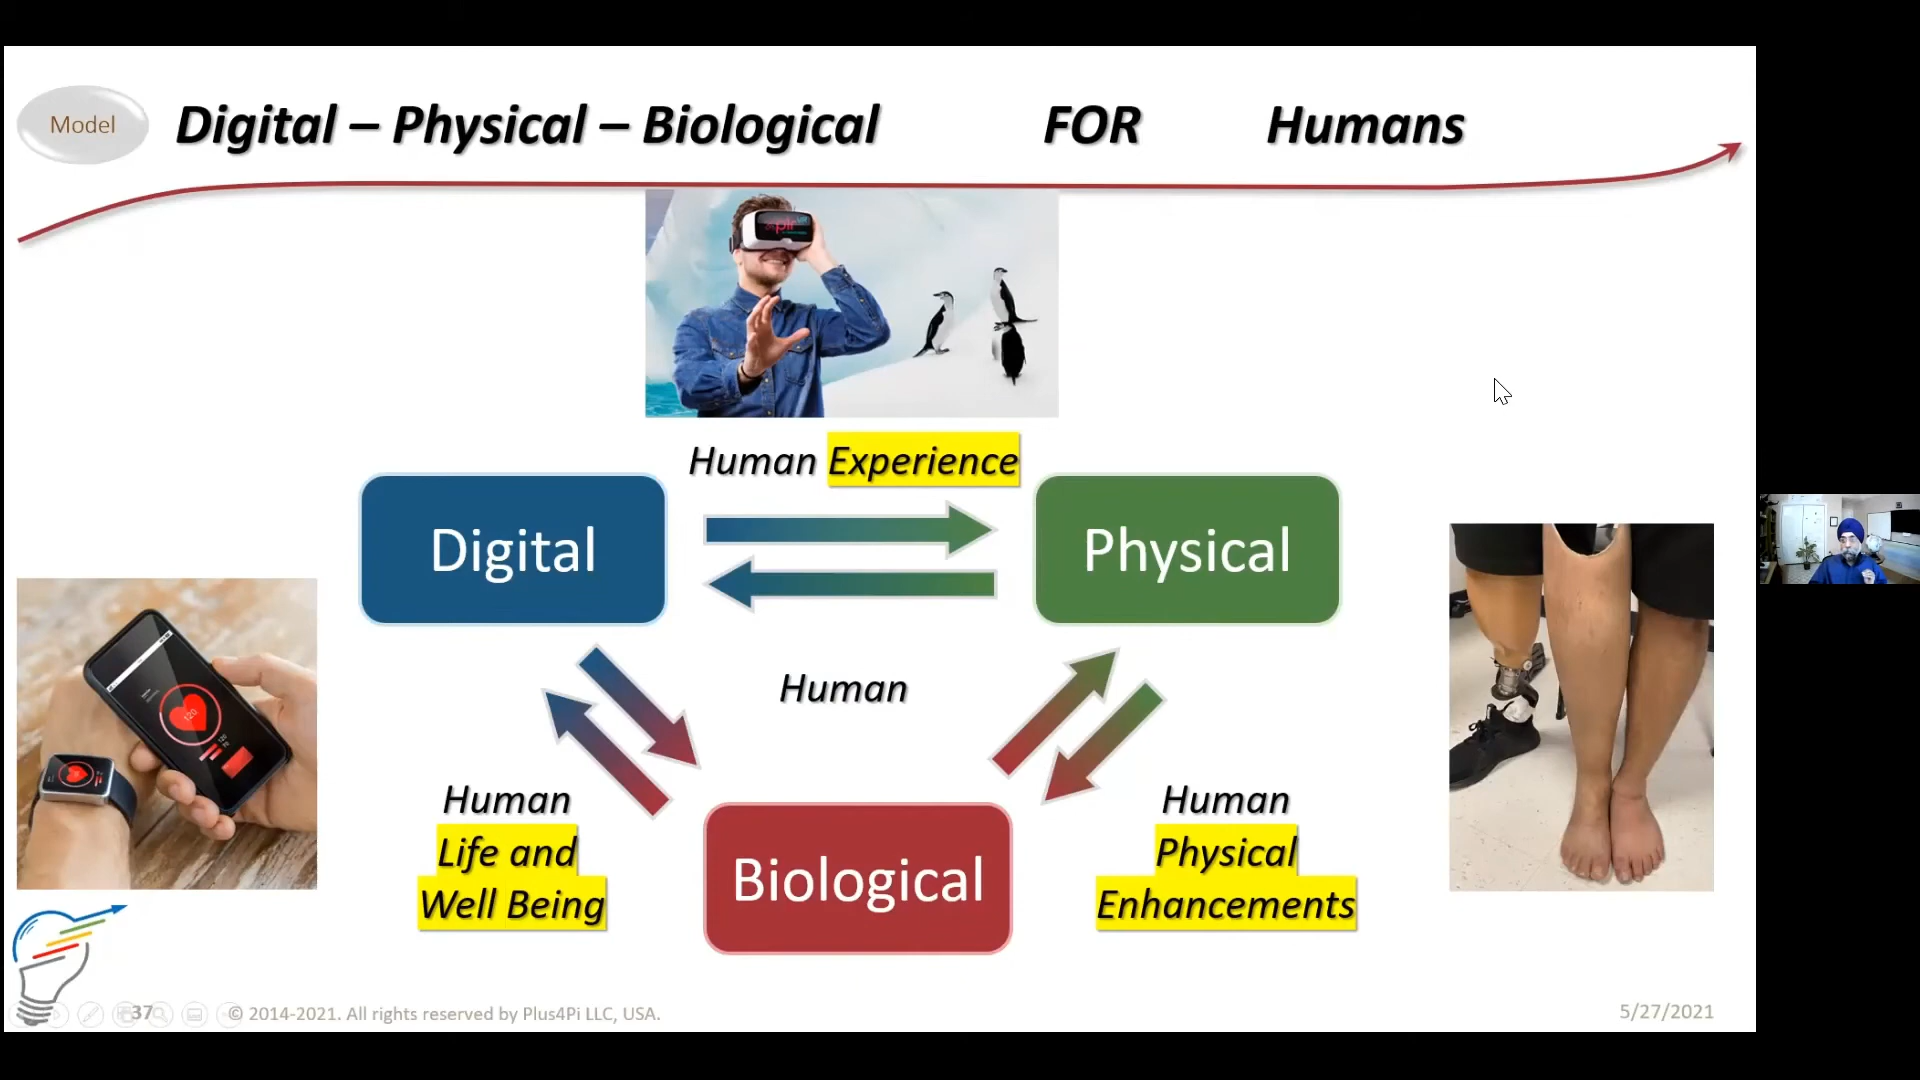 Model
Digital – Physical – Biological FOR Humans
Human Experience
Digital
Physical
Human
Human
Life and
Well Being
Biological
Human
Physical
Enhancements
120
37
© 2014-2021. All rights reserved by Plus4Pi LLC, USA.
5/27/2021